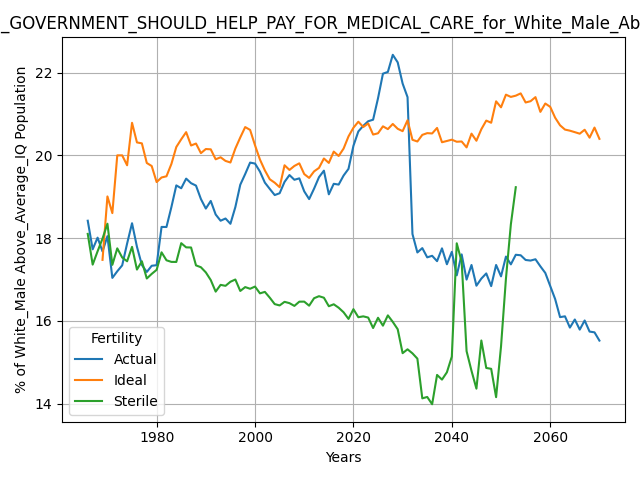 _GOVERNMENT_SHOULD_HELP_PAY_FOR_MEDICAL_CARE_for_White_Male_Ab
% of White_Male Above_Average_IQ Population
22
20
18
16
14
Fertility
Actual
Ideal
Sterile
1980
2000
2020
2040
2060
Years